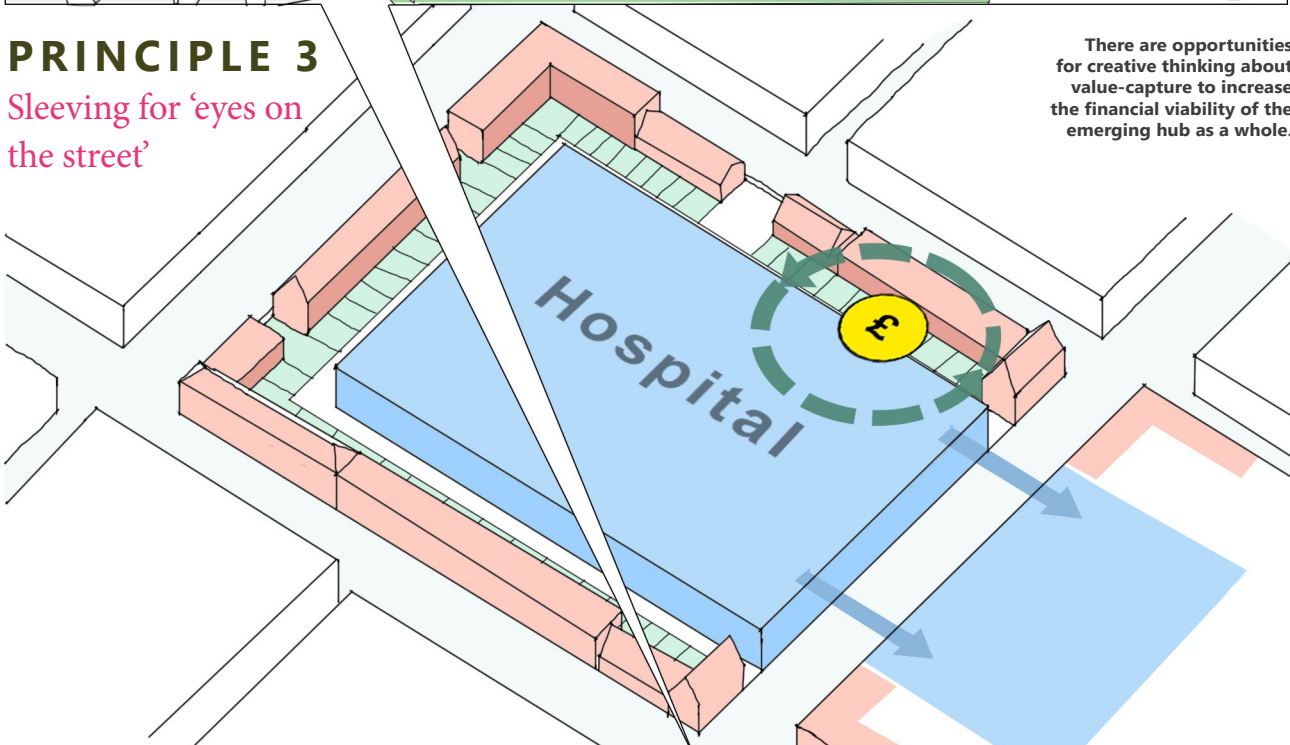 PRINCIPLE 3
Sleeving for ‘eyes on
the street’
There are opportunities
for creative thinking about
value-capture to increase
the financial viability of the
emerging hub as a whole.
£
Hospital